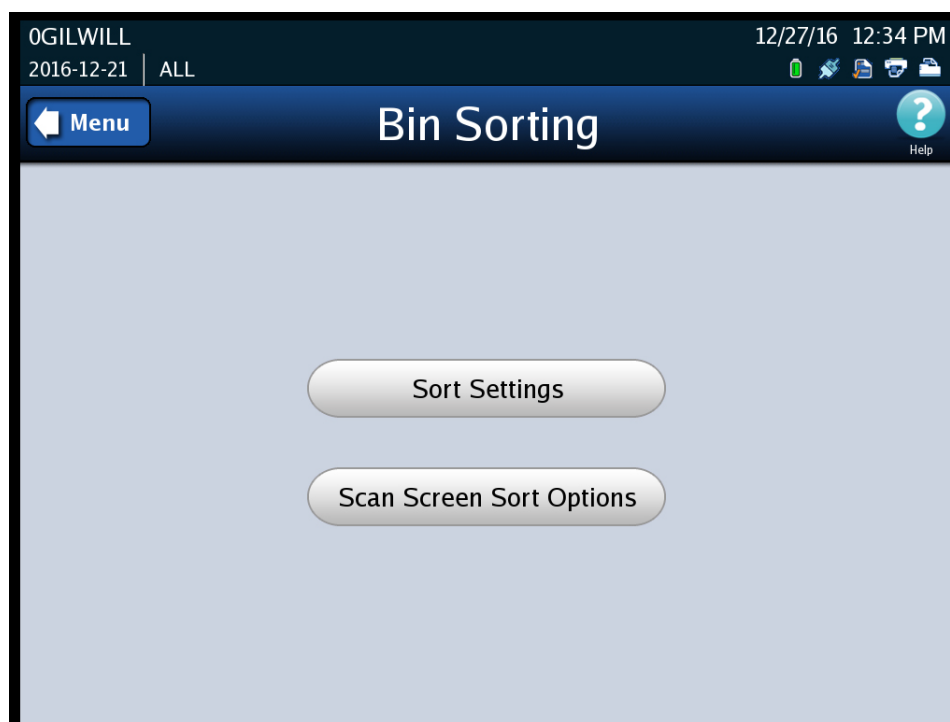 0GILWILL 12/27/16 12:34 PM
2016-12-21 ALL
Menu Bin Sorting
Help
Sort Settings
Scan Screen Sort Options